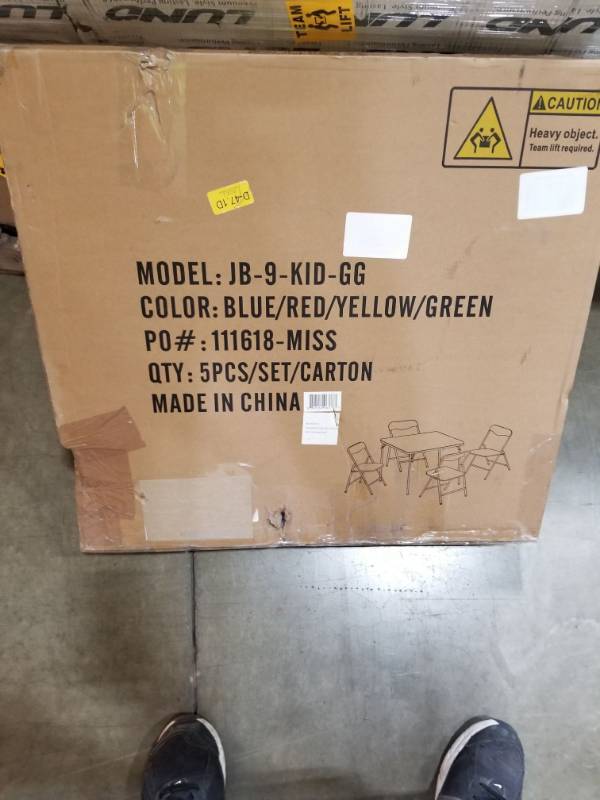 LUND
TEAM
LIFT
LUND
LUND
CAUTION
Heavy object.
Team lift required.
D-47.1D
MODEL: JB-9-KID-GG
COLOR: BLUE/RED/YELLOW/GREEN
PO#: 111618-MISS
QTY: 5PCS/SET/CARTON
MADE IN CHINA